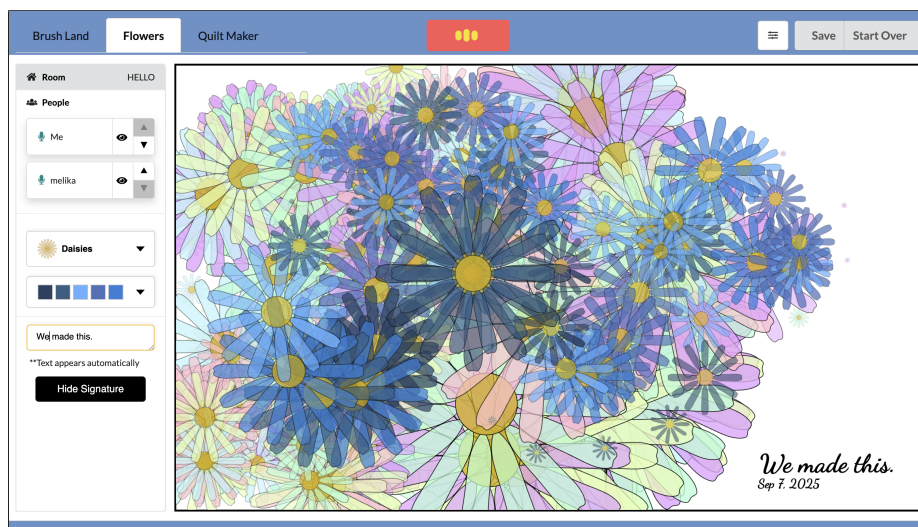 Brush Land
Flowers
Quilt Maker
Save
Start Over
Room
HELLO
People
Me
melika
Daisies
We made this.
**Text appears automatically
Hide Signature
We made this.
Sep 7, 2025